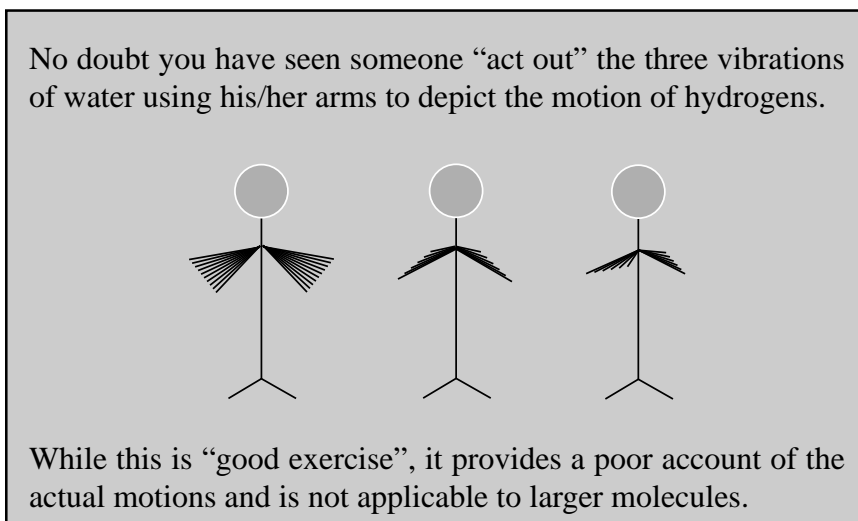 No doubt you have seen someone “act out” the three vibrations
of water using his/her arms to depict the motion of hydrogens.
While this is “good exercise”, it provides a poor account of the
actual motions and is not applicable to larger molecules.